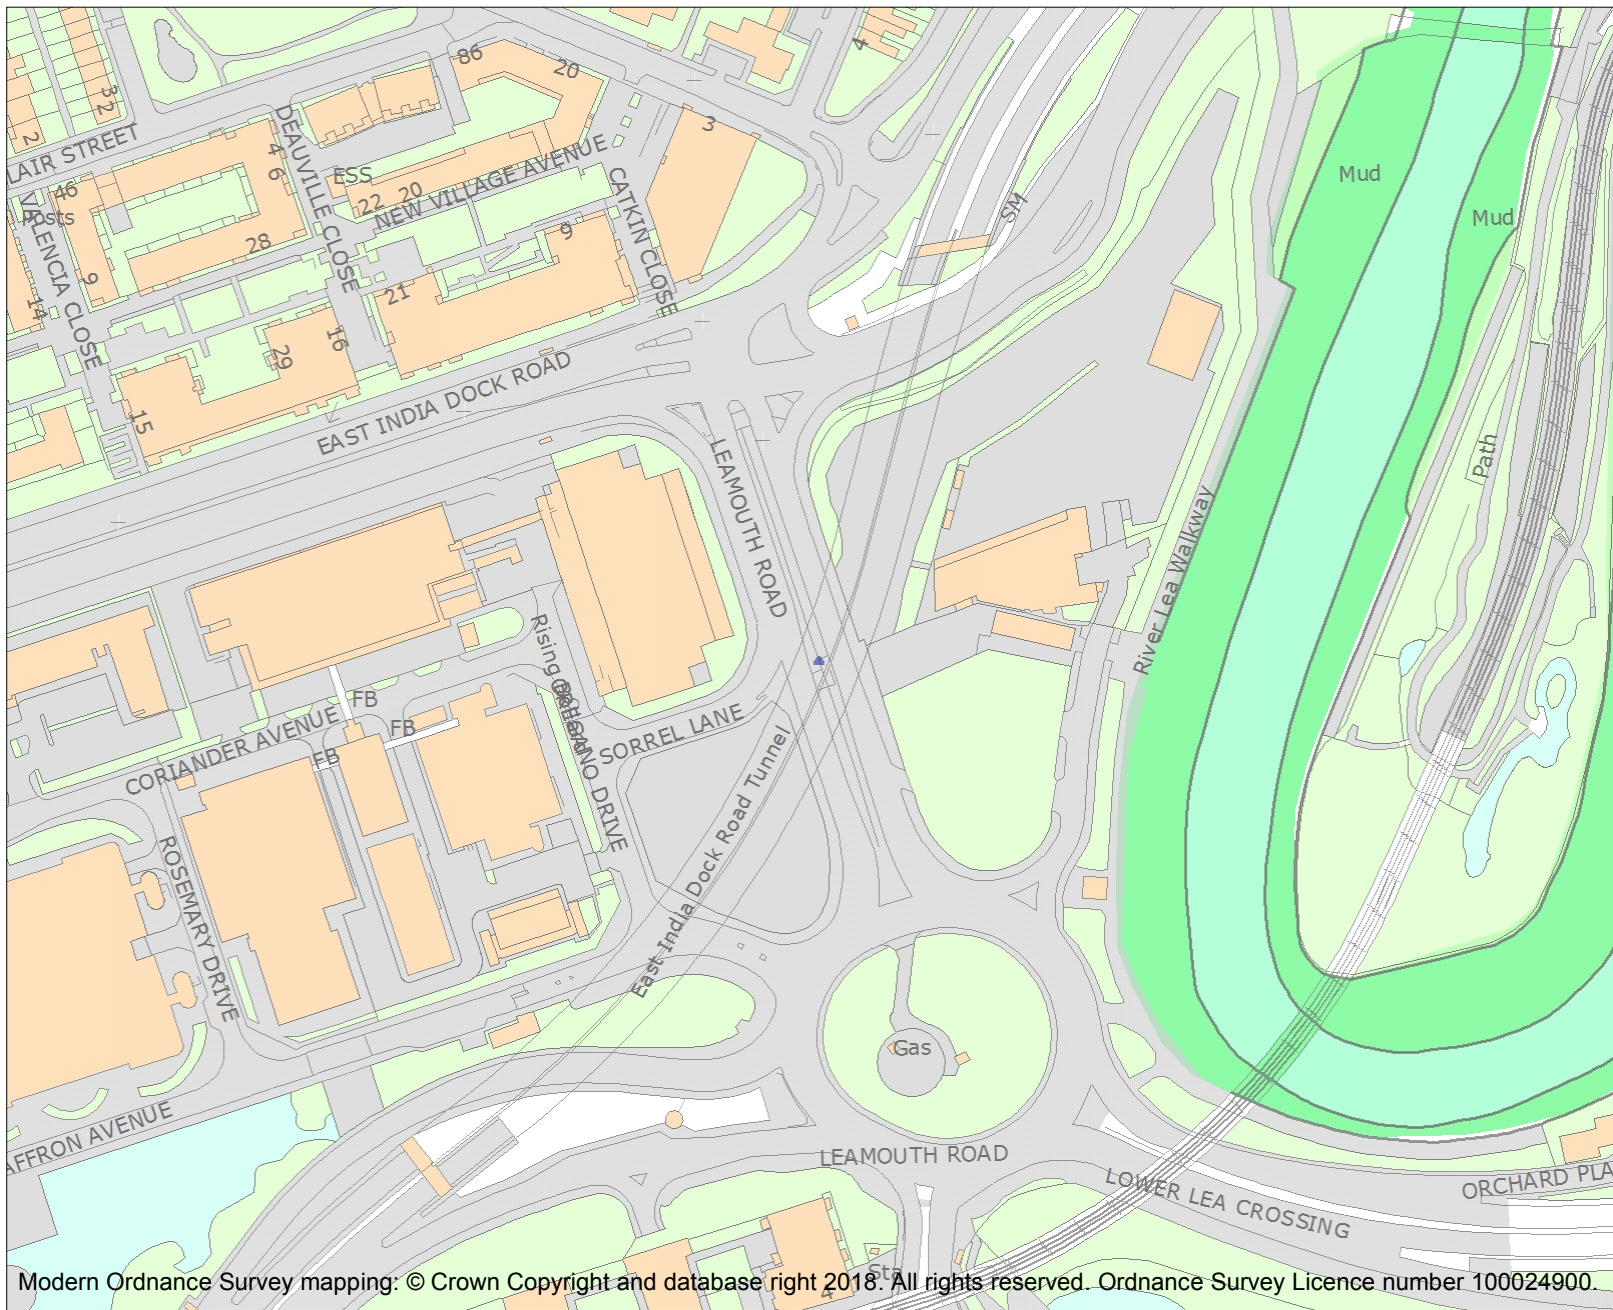 86
20
4
32
2
3
LAIR STREET
DEAUVILLE CLOSE
4
6
ESS
NEW VILLAGE AVENUE
22
20
CATKIN CLOSE
46
Posts
VALENCIA CLOSE
28
9
9
14
21
16
29
15
SM
Mud
Mud
EAST INDIA DOCK ROAD
LEAMOUTH ROAD
Path
River Lea Walkway
FB
FB
FB
CORIANDER AVENUE
SORREL LANE
OREGANO DRIVE
East India Dock Road Tunnel
ROSEMARY DRIVE
Gas
AFFRON AVENUE
LEAMOUTH ROAD
LOWER LEA CROSSING
ORCHARD PLA
Sta
4
Modern Ordnance Survey mapping: © Crown Copyright and database right 2018. All rights reserved. Ordnance Survey Licence number 100024900.